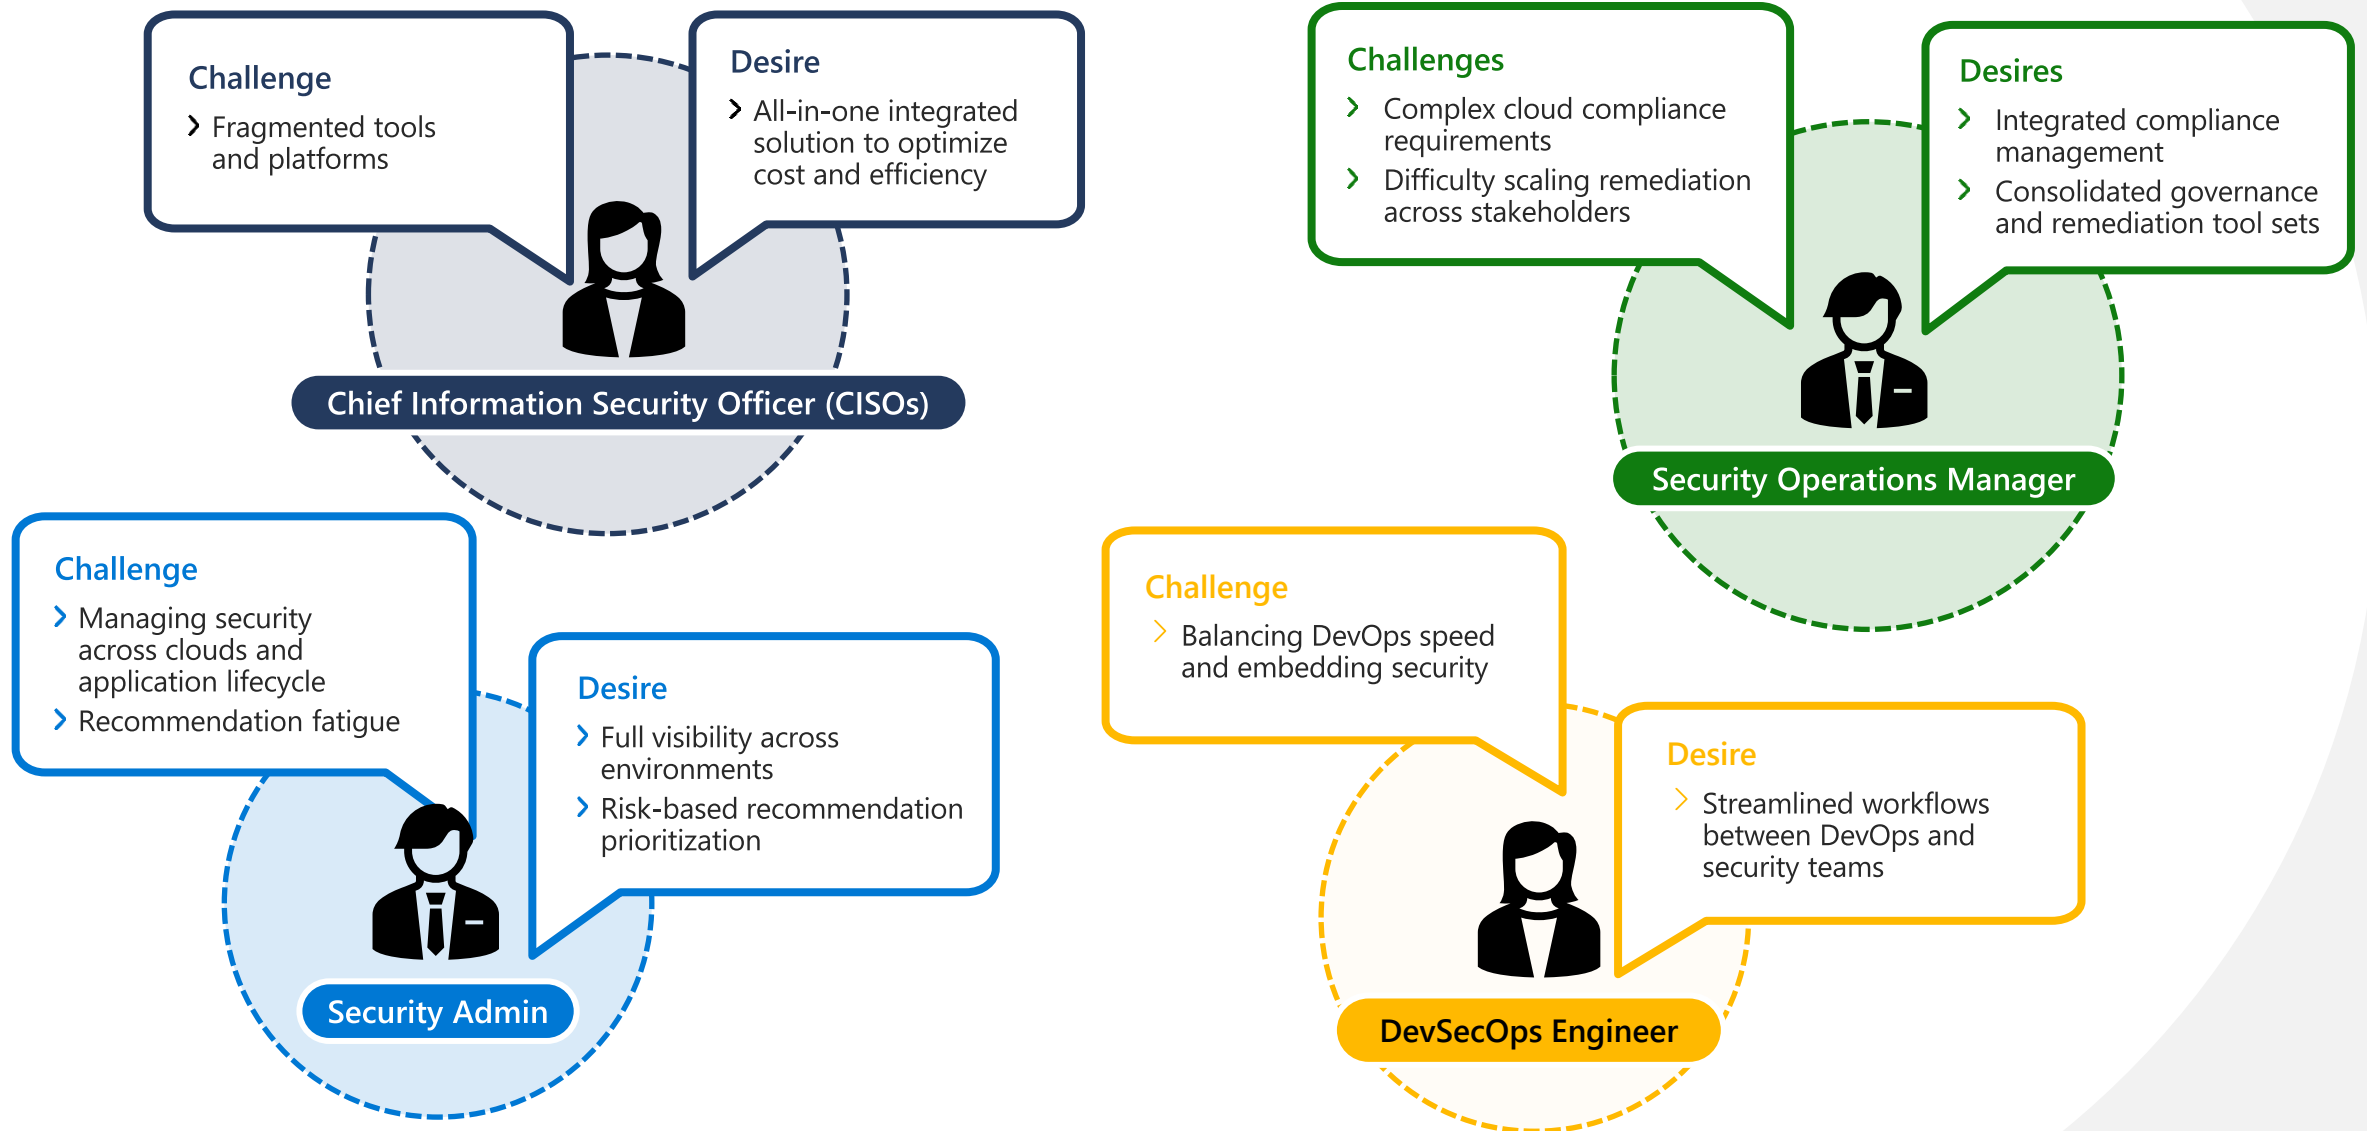 Challenge
Fragmented tools
and platforms
Desire
All-in-one integrated
solution to optimize
cost and efficiency
Chief Information Security Officer (CISOs)
Challenges
Complex cloud compliance
requirements
Difficulty scaling remediation
across stakeholders
Desires
Integrated compliance
management
Consolidated governance
and remediation tool sets
Security Operations Manager
Challenge
Managing security
across clouds and
application lifecycle
Recommendation fatigue
Desire
Full visibility across
environments
Risk-based recommendation
prioritization
Security Admin
Challenge
Balancing DevOps speed
and embedding security
Desire
Streamlined workflows
between DevOps and
security teams
DevSecOps Engineer